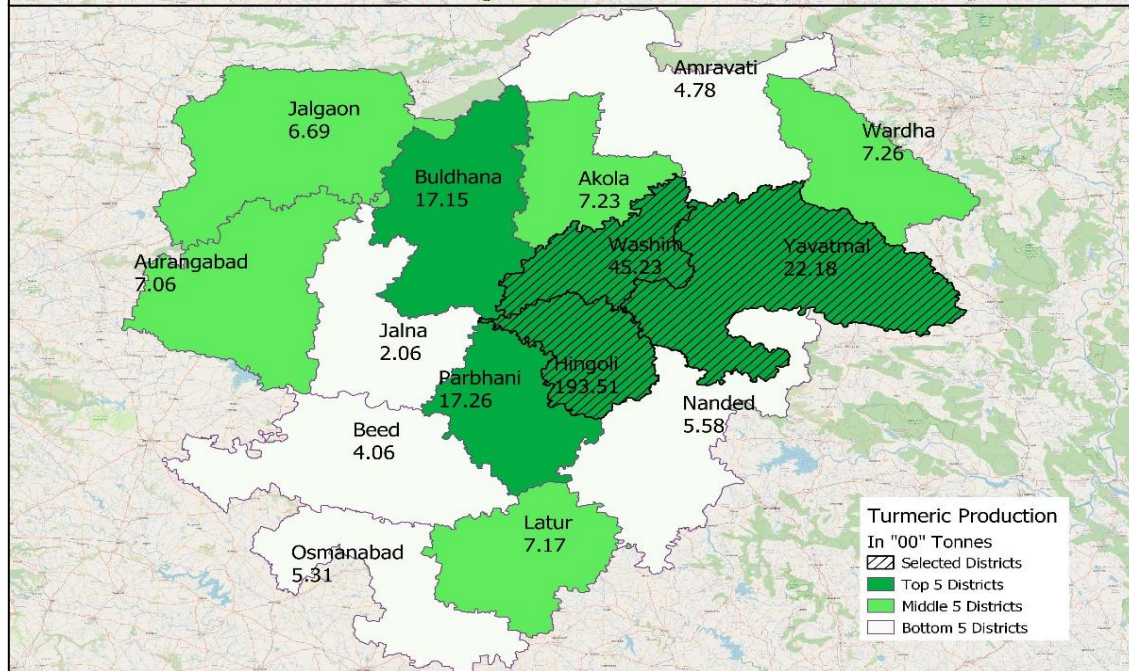 Amravati
4.78
Jalgaon
6.69
Wardha
7.26
Buldhana
17.15
Akola
7.23
Washim
45.23
Yavatmal
22.18
Aurangabad
7.06
Jalna
2.06
Parbhani
17.26
Hingoli
193.51
Nanded
5.58
Beed
4.06
Latur
7.17
Osmanabad
5.31
Turmeric Production
In "00" Tonnes
Selected Districts
Top 5 Districts
Middle 5 Districts
Bottom 5 Districts